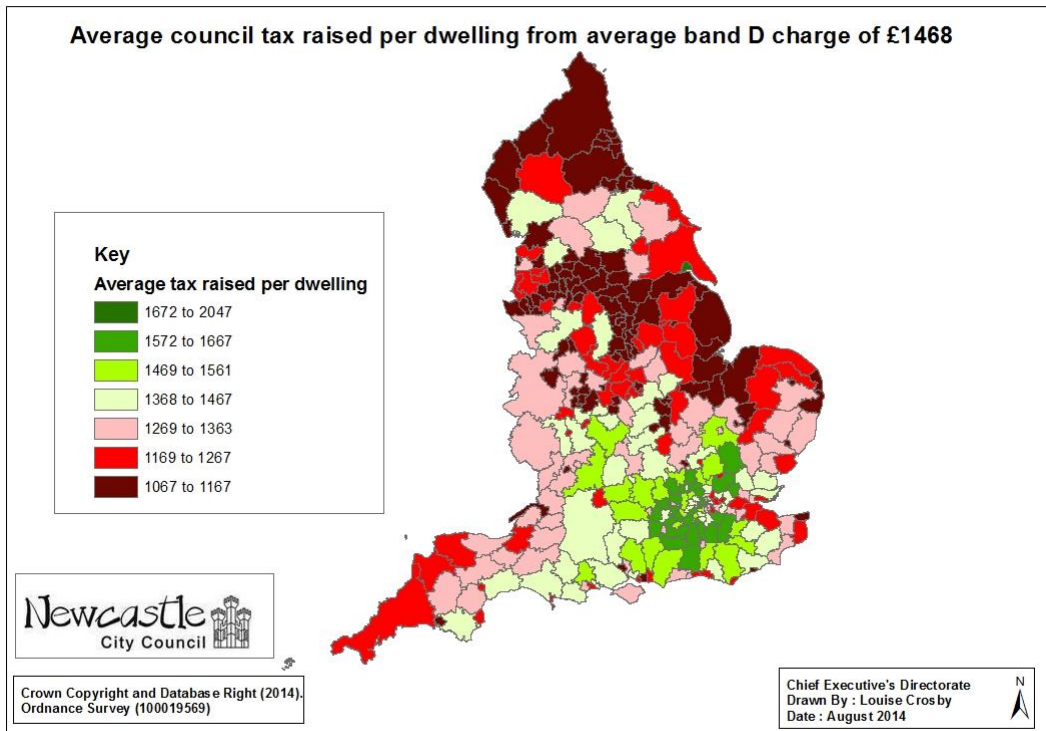 Average council tax raised per dwelling from average band D charge of £1468
Key
Average tax raised per dwelling
1672 to 2047
1572 to 1667
1469 to 1561
1368 to 1467
1269 to 1363
1169 to 1267
1067 to 1167
Newcastle
City Council
Crown Copyright and Database Right (2014).
Ordnance Survey (100019569)
Chief Executive's Directorate
Drawn By : Louise Crosby
Date : August 2014
N